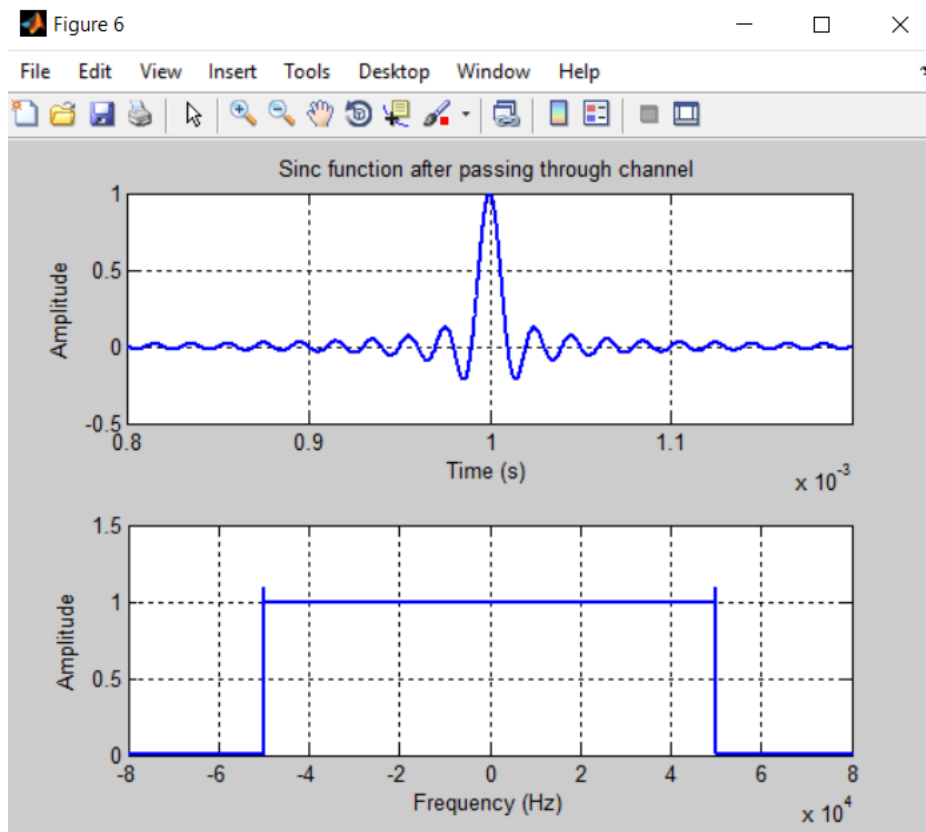 Figure 6
File Edit View Insert Tools Desktop Window Help
Sinc function after passing through channel
1
0.5
0
-0.5
Amplitude
0.8 0.9 1 1.1
Time (s)
x 10-3
1.5
1
0.5
0
Amplitude
-8 -6 -4 -2 0 2 4 6 8
Frequency (Hz)
x 104